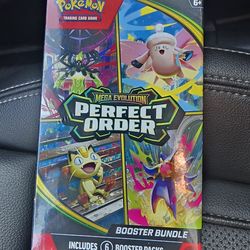 POKÉMON
TRADING CARD GAME
6+
MEGA EVOLUTION
PERFECT
ORDER
BOOSTER BUNDLE
INCLUDES 6 BOOSTER PACKS